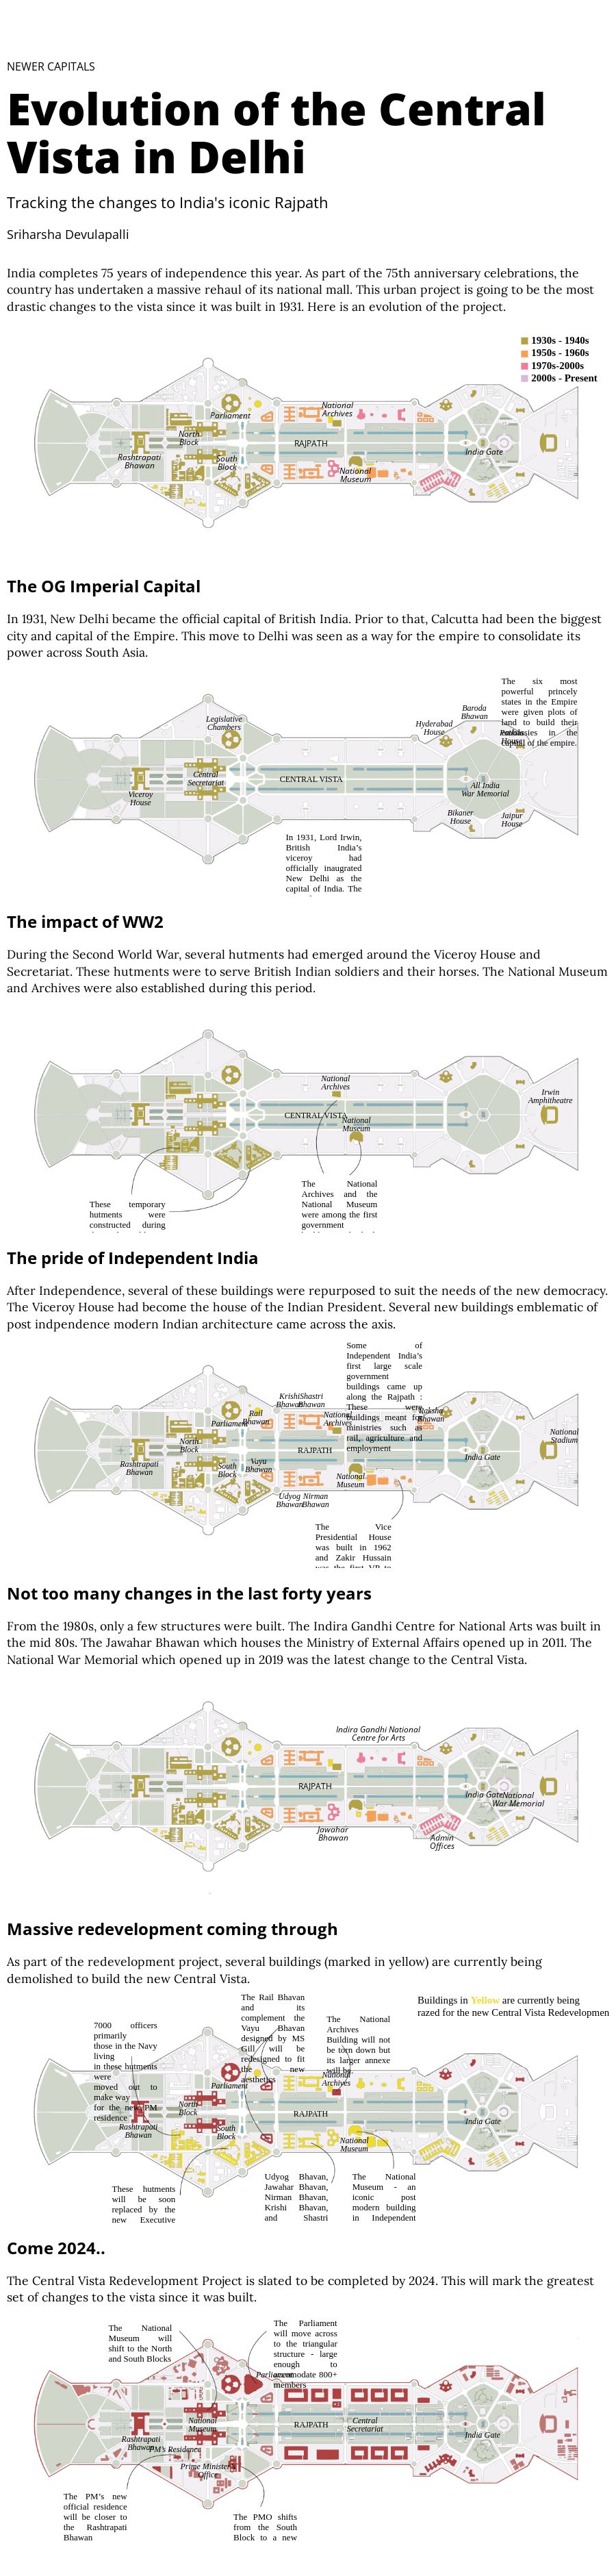 NEWER CAPITALS
Evolution of the Central
Vista in Delhi
Tracking the changes to India's iconic Rajpath
Sriharsha Devulapalli
India completes 75 years of independence this year. As part of the 75th anniversary celebrations, the
country has undertaken a massive rehaul of its national mall. This urban project is going to be the most
drastic changes to the vista since it was built in 1931. Here is an evolution of the project.
1930s - 1940s
1950s - 1960s
1970s-2000s
2000s - Present
National
Archives
Parliament
North
Block
RAJPATH
India Gate
Rashtrapati
Bhawan
South
Block
National
Museum
The OG Imperial Capital
In 1931, New Delhi became the official capital of British India. Prior to that, Calcutta had been the biggest
city and capital of the Empire. This move to Delhi was seen as a way for the empire to consolidate its
power across South Asia.
The six most
powerful princely
states in the Empire
were given plots of
land to build their
in the
capital of the empire.
Baroda
Bhawan
Hyderabad
House
Legislative
Chambers
House
Central
Secretariat
CENTRAL VISTA
All India
War Memorial
Viceroy
House
Bikaner
House
Jaipur
House
In 1931, Lord Irwin,
British India's
viceroy had
officially inaugrated
New Delhi as the
capital of India. The
The impact of WW2
During the Second World War, several hutments had emerged around the Viceroy House and
Secretariat. These hutments were to serve British Indian soldiers and their horses. The National Museum
and Archives were also established during this period.
National
Archives
Irwin
Amphitheatre
CENTRAL VISTA
National
Museum
The National
Archives and the
National Museum
were among the first
government
These temporary
hutments were
constructed during
The pride of Independent India
After Independence, several of these buildings were repurposed to suit the needs of the new democracy.
The Viceroy House had become the house of the Indian President. Several new buildings emblematic of
post indpendence modern Indian architecture came across the axis.
Some of
Independent India's
first large scale
government
buildings came up
along the Rajpath :
These were
buildings meant for
ministries such as
rail, agriculture and
employment
Krishi
Bhawan
Shastri
Bhawan
Rail
Bhawan
Parliament
National
Archives
Raksha
Bhawan
National
Stadium
North
Block
RAJPATH
India Gate
Vayu
Bhawan
Rashtrapati
Bhawan
South
Block
National
Museum
Udyog
Bhawan
Nirman
Bhawan
The Vice
Presidential House
was built in 1962
and Zakir Hussain
was the first VP to
Not too many changes in the last forty years
From the 1980s, only a few structures were built. The Indira Gandhi Centre for National Arts was built in
the mid 80s. The Jawahar Bhawan which houses the Ministry of External Affairs opened up in 2011. The
National War Memorial which opened up in 2019 was the latest change to the Central Vista.
Indira Gandhi National
Centre for Arts
RAJPATH
India Gate
National
War Memorial
Jawahar
Bhawan
Admin
Offices
Massive redevelopment coming through
As part of the redevelopment project, several buildings (marked in yellow) are currently being
demolished to build the new Central Vista.
Buildings in Yellow are currently being
razed for the new Central Vista Redevelopmen
The Rail Bhavan
and its
complement the
Vayu Bhavan
designed by MS
Gill will be
redesigned to fit
the new
aesthetics
The National
Archives
Building will not
be torn down but
its larger annexe
will be.
7000 officers
primarily
those in the Navy
living
in these hutments
were
moved out to
make way
for the new PM
residence
Parliament
National
Archives
North
Block
RAJPATH
India Gate
Rashtrapati
Bhawan
South
Block
National
Museum
These hutments
will be soon
replaced by the
new Executive
Udyog Bhavan,
Jawahar Bhavan,
Nirman Bhavan,
Krishi Bhavan,
and Shastri
The National
Museum - an
iconic post
modern building
in Independent
Come 2024..
The Central Vista Redevelopment Project is slated to be completed by 2024. This will mark the greatest
set of changes to the vista since it was built.
The National
Museum will
shift to the North
and South Blocks
The Parliament
will move across
to the triangular
structure - large
enough to
accomodate 800+
members
Parliament
National
Museum
RAJPATH
Central
Secretariat
India Gate
Rashtrapati
Bhawan
PM's Residence
Prime Minister's
Office
The PM's new
official residence
will be closer to
the Rashtrapati
Bhawan
The PMO shifts
from the South
Block to a new